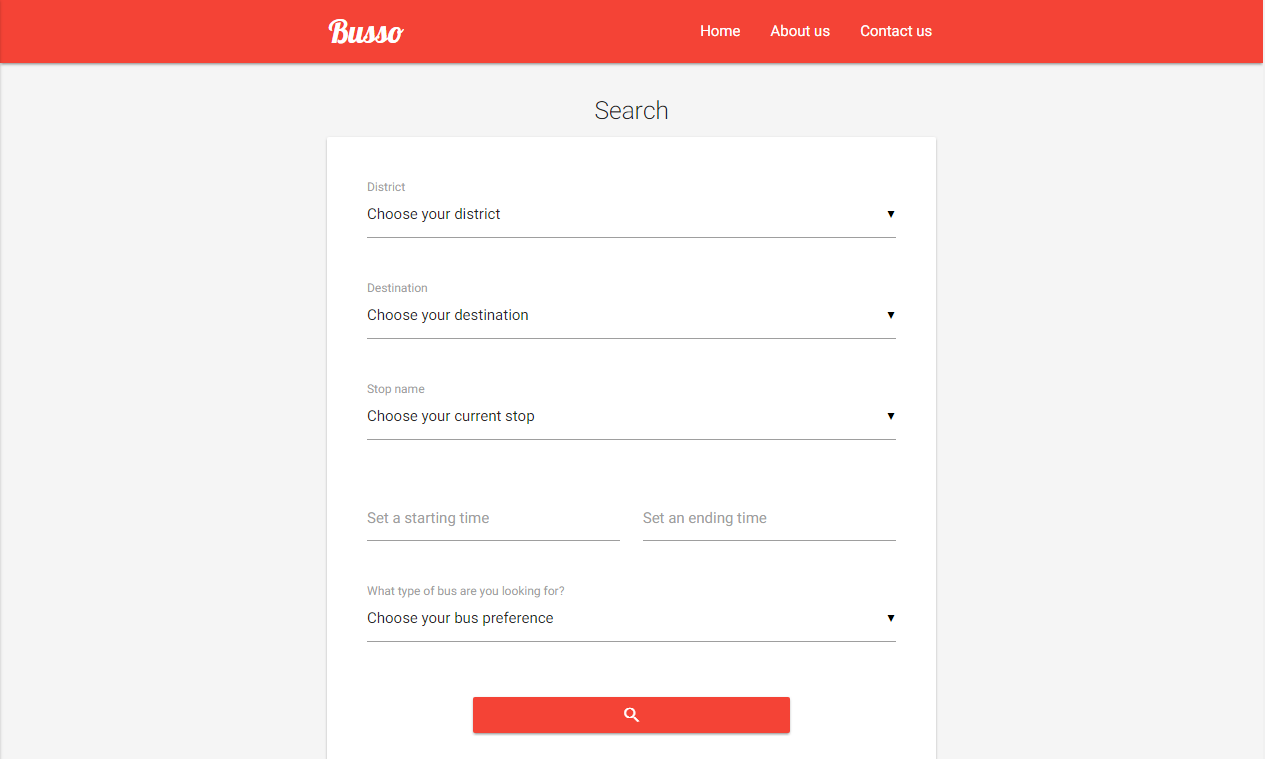 Busso Home About us Contact us
Search
District
Choose your district ▼
Destination
Choose your destination ▼
Stop name
Choose your current stop ▼
Set a starting time Set an ending time
What type of bus are you looking for?
Choose your bus preference ▼